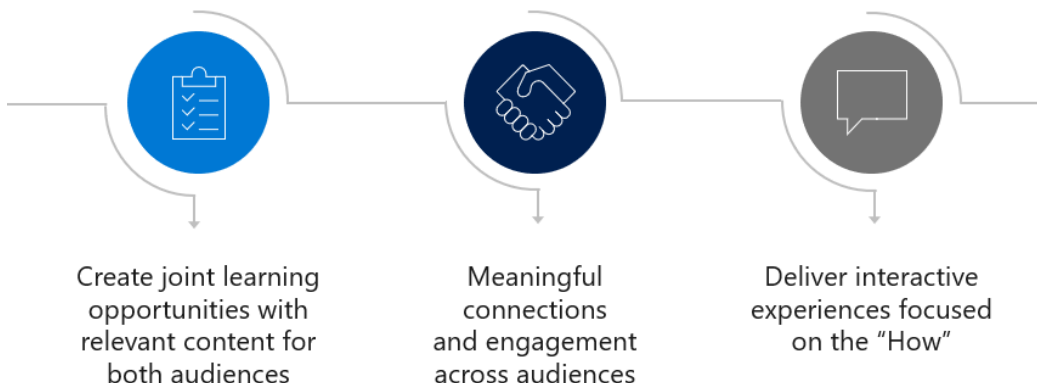 Create joint learning
opportunities with
relevant content for
both audiences
Meaningful
connections
and engagement
across audiences
Deliver interactive
experiences focused
on the “How”